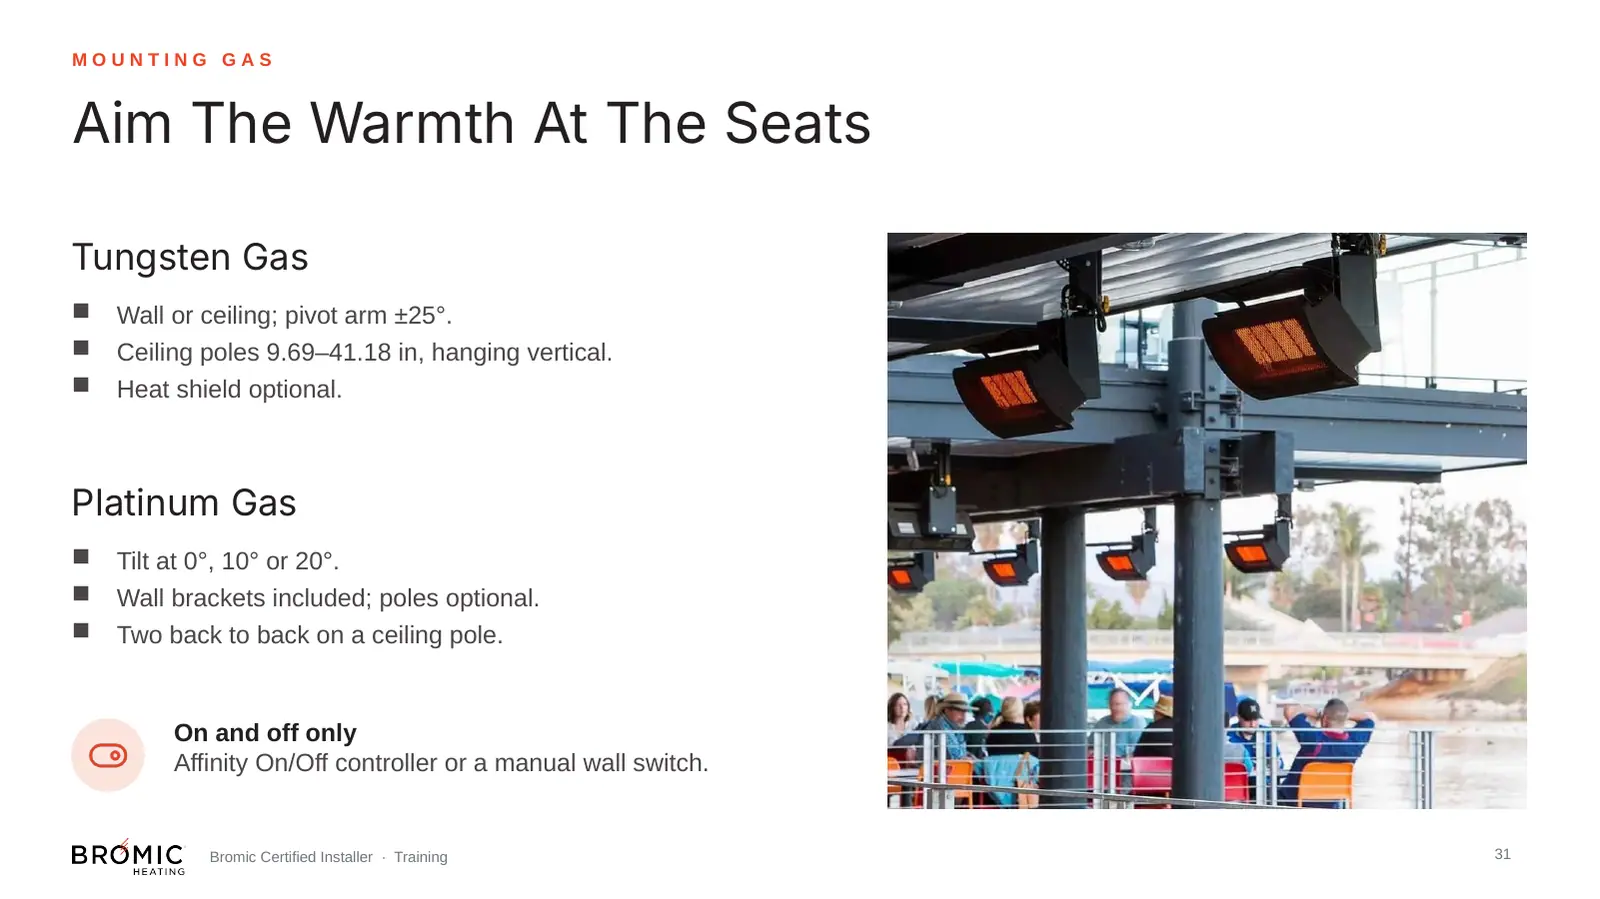 MOUNTING GAS
Aim The Warmth At The Seats
Tungsten Gas
Wall or ceiling; pivot arm ±25°.
Ceiling poles 9.69–41.18 in, hanging vertical.
Heat shield optional.
Platinum Gas
Tilt at 0°, 10° or 20°.
Wall brackets included; poles optional.
Two back to back on a ceiling pole.
On and off only
Affinity On/Off controller or a manual wall switch.
BROMIC
HEATING
Bromic Certified Installer · Training
31